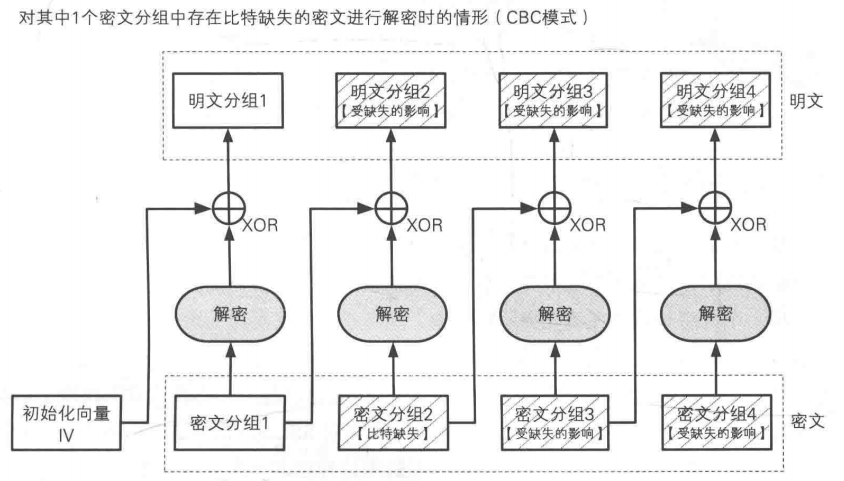 对其中1个密文分组中存在比特缺失的密文进行解密时的情形（CBC模式）
明文分组1
明文分组2
【受缺失的影响】
明文分组3
【受缺失的影响】
明文分组4
【受缺失的影响】
明文
XOR
XOR
XOR
XOR
解密
解密
解密
解密
初始化向量
IV
密文分组1
密文分组2
【比特缺失】
密文分组3
【受缺失的影响】
密文分组4
【受缺失的影响】
密文